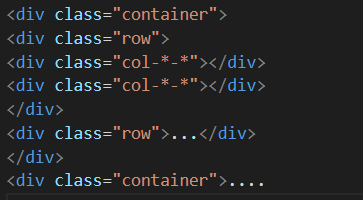 <div class="container">
<div class="row">
<div class="col-*-*"></div>
<div class="col-*-*"></div>
</div>
<div class="row">...</div>
</div>
<div class="container">....